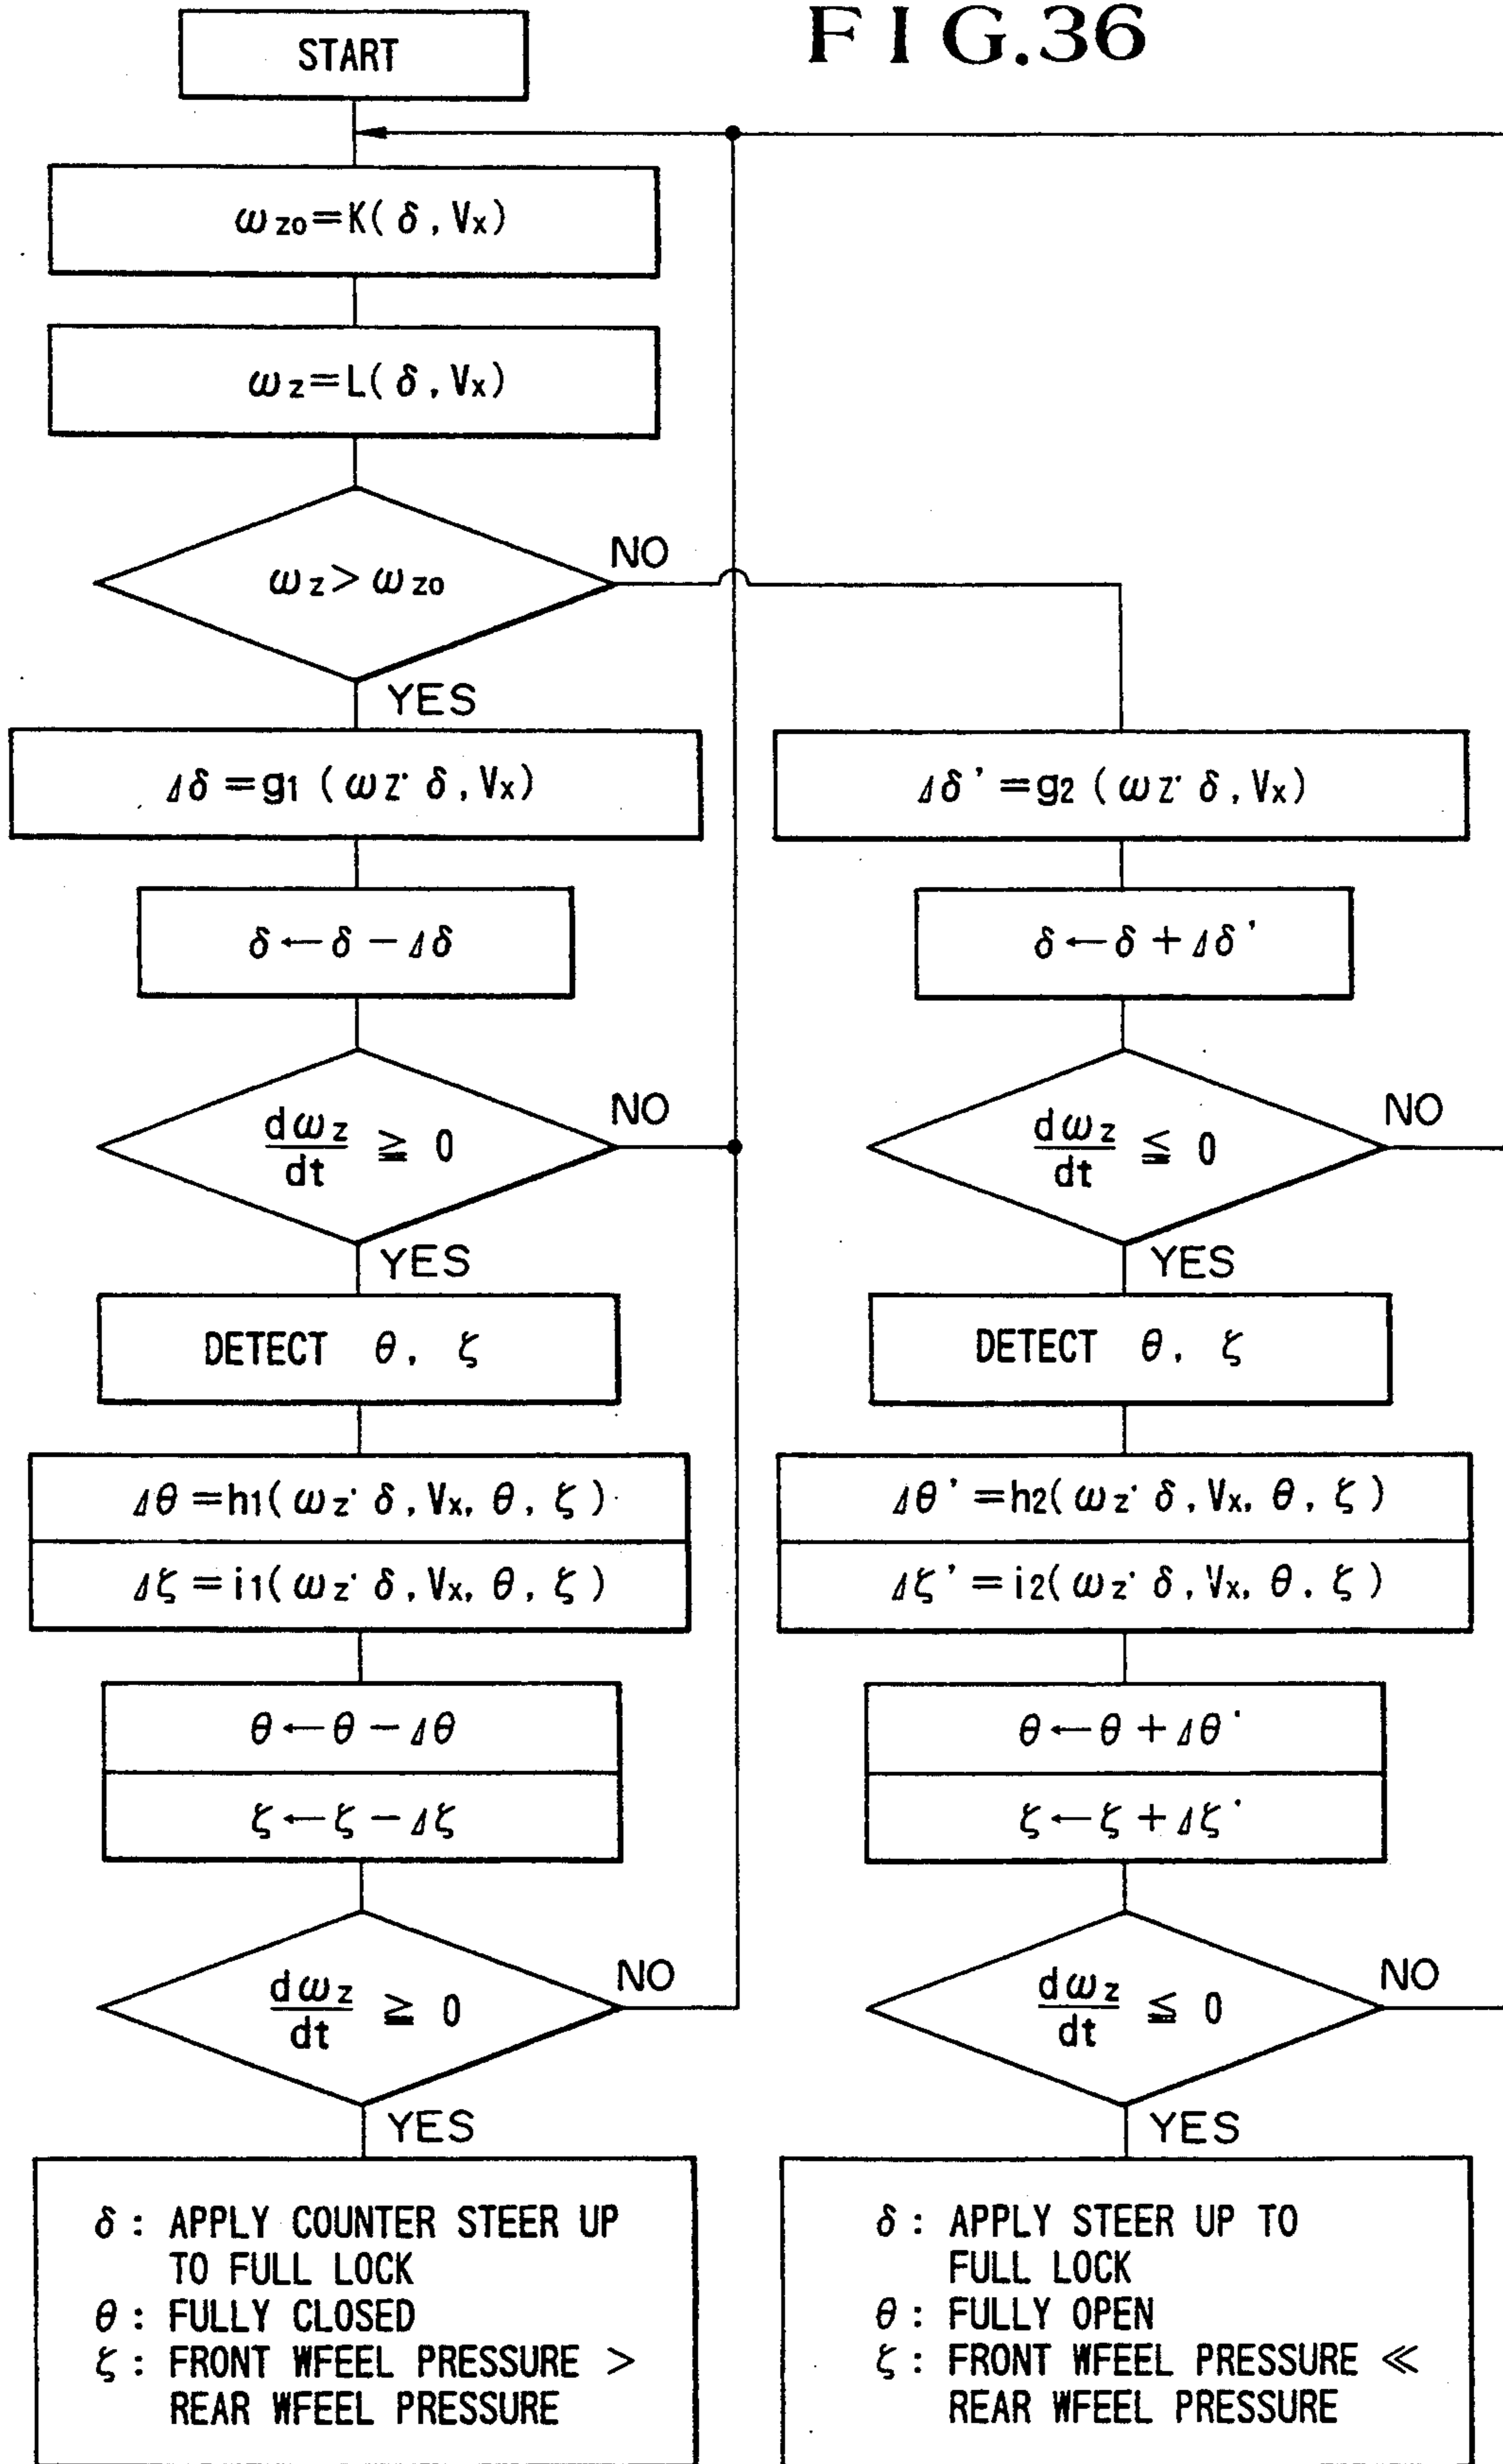 FIG.36
START
ωzo=K(δ,Vx)
ωz=L(δ,Vx)
ωz>ωzo
NO
YES
Δδ=g1(ωz·δ,Vx)
δ←δ-Δδ
dωz/dt ≧ 0
NO
YES
DETECT θ, ζ
Δθ=h1(ωz·δ,Vx,θ,ζ)
Δζ=i1(ωz·δ,Vx,θ,ζ)
θ←θ-Δθ
ζ←ζ-Δζ
dωz/dt ≧ 0
NO
YES
δ: APPLY COUNTER STEER UP
TO FULL LOCK
θ: FULLY CLOSED
ζ: FRONT WFEEL PRESSURE >
REAR WFEEL PRESSURE
Δδ'=g2(ωz·δ,Vx)
δ←δ+Δδ'
dωz/dt ≦ 0
NO
YES
DETECT θ, ζ
Δθ'=h2(ωz·δ,Vx,θ,ζ)
Δζ'=i2(ωz·δ,Vx,θ,ζ)
θ←θ+Δθ'
ζ←ζ+Δζ'
dωz/dt ≦ 0
NO
YES
δ: APPLY STEER UP TO
FULL LOCK
θ: FULLY OPEN
ζ: FRONT WFEEL PRESSURE ≪
REAR WFEEL PRESSURE